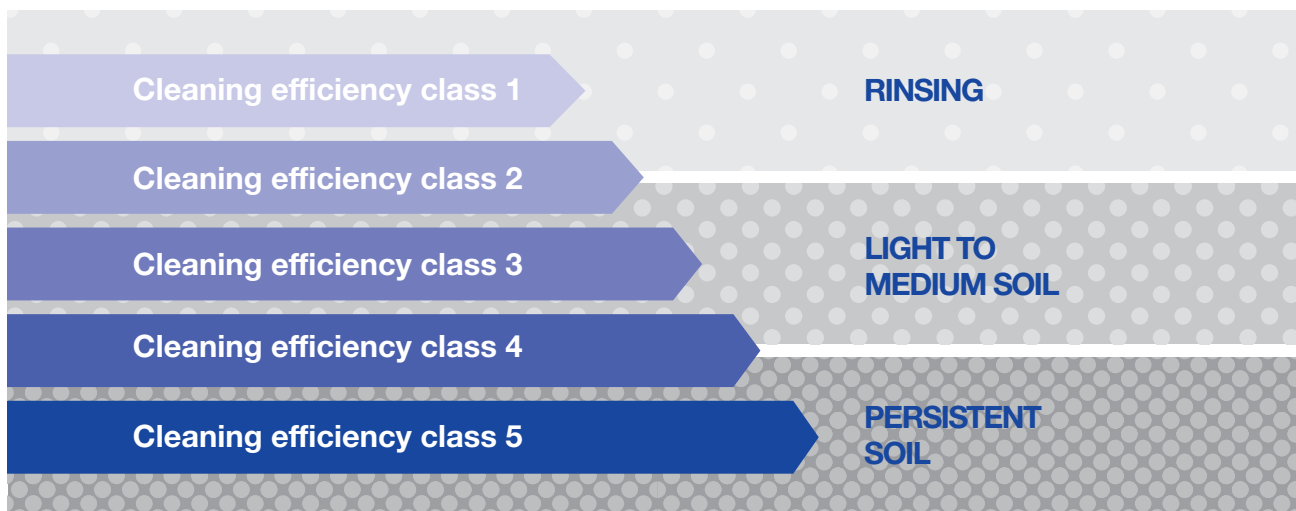 Cleaning efficiency class 1
RINSING
Cleaning efficiency class 2
Cleaning efficiency class 3
LIGHT TO
MEDIUM SOIL
Cleaning efficiency class 4
Cleaning efficiency class 5
PERSISTENT
SOIL